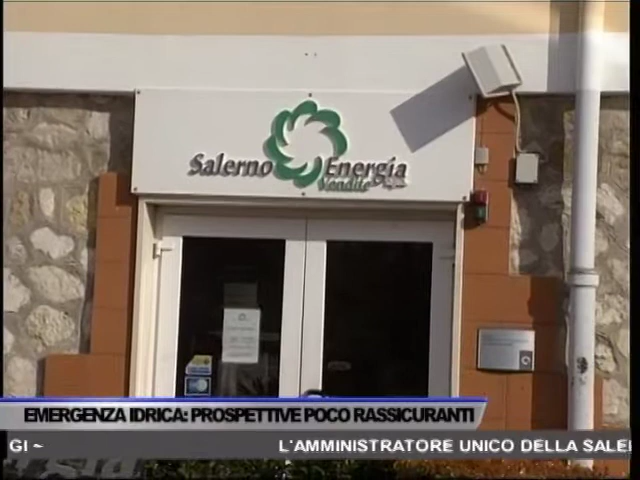 Salerno Energia
Vendite
EMERGENZA IDRICA: PROSPETTIVE POCO RASSICURANTI
GI ~ L'AMMINISTRATORE UNICO DELLA SALE